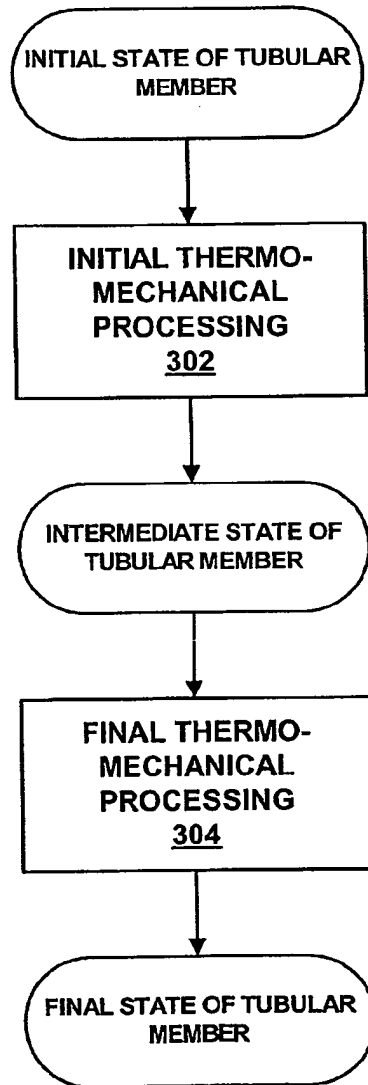 INITIAL STATE OF TUBULAR
MEMBER
INITIAL THERMO-
MECHANICAL
PROCESSING
302
INTERMEDIATE STATE OF
TUBULAR MEMBER
FINAL THERMO-
MECHANICAL
PROCESSING
304
FINAL STATE OF TUBULAR
MEMBER